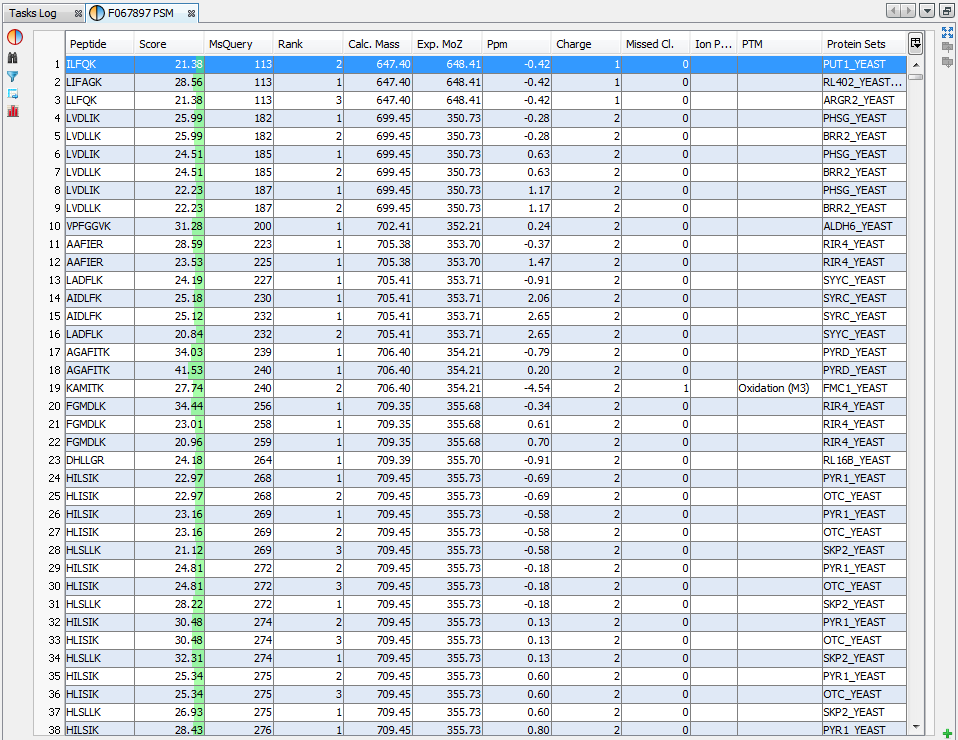 Tasks Log F067897 PSM
Peptide Score MsQuery Rank Calc. Mass Exp. MoZ Ppm Charge Missed Cl. Ion P... PTM Protein Sets
1 ILFQK 21.38 113 2 647.40 648.41 -0.42 1 0 PUT1_YEAST
2 LIFAGK 28.56 113 1 647.40 648.41 -0.42 1 0 RL402_YEAST...
3 LLFQK 21.38 113 3 647.40 648.41 -0.42 1 0 ARGR2_YEAST
4 LVDLIK 25.99 182 1 699.45 350.73 -0.28 2 0 PHSG_YEAST
5 LVDLLK 25.99 182 2 699.45 350.73 -0.28 2 0 BRR2_YEAST
6 LVDLIK 24.51 185 1 699.45 350.73 0.63 2 0 PHSG_YEAST
7 LVDLLK 24.51 185 2 699.45 350.73 0.63 2 0 BRR2_YEAST
8 LVDLIK 22.23 187 1 699.45 350.73 1.17 2 0 PHSG_YEAST
9 LVDLLK 22.23 187 2 699.45 350.73 1.17 2 0 BRR2_YEAST
10 VPFGGVK 31.28 200 1 702.41 352.21 0.24 2 0 ALDH6_YEAST
11 AAFIER 28.59 223 1 705.38 353.70 -0.37 2 0 RIR4_YEAST
12 AAFIER 23.53 225 1 705.38 353.70 1.47 2 0 RIR4_YEAST
13 LADFLK 24.19 227 1 705.41 353.71 -0.91 2 0 SYYC_YEAST
14 AIDLFK 25.18 230 1 705.41 353.71 2.06 2 0 SYRC_YEAST
15 AIDLFK 25.12 232 1 705.41 353.71 2.65 2 0 SYRC_YEAST
16 LADFLK 20.84 232 2 705.41 353.71 2.65 2 0 SYYC_YEAST
17 AGAFITK 34.03 239 1 706.40 354.21 -0.79 2 0 PYRD_YEAST
18 AGAFITK 41.53 240 1 706.40 354.21 0.20 2 0 PYRD_YEAST
19 KAMITK 27.74 240 2 706.40 354.21 -4.54 2 1 Oxidation (M3) FMC1_YEAST
20 FGMDLK 34.44 256 1 709.35 355.68 -0.34 2 0 RIR4_YEAST
21 FGMDLK 23.01 258 1 709.35 355.68 0.61 2 0 RIR4_YEAST
22 FGMDLK 20.96 259 1 709.35 355.68 0.70 2 0 RIR4_YEAST
23 DHLLGR 24.18 264 1 709.39 355.70 -0.91 2 0 RL16B_YEAST
24 HILSIK 22.97 268 1 709.45 355.73 -0.69 2 0 PYR1_YEAST
25 HLISIK 22.97 268 2 709.45 355.73 -0.69 2 0 OTC_YEAST
26 HILSIK 23.16 269 1 709.45 355.73 -0.58 2 0 PYR1_YEAST
27 HLISIK 23.16 269 2 709.45 355.73 -0.58 2 0 OTC_YEAST
28 HLSLLK 21.12 269 3 709.45 355.73 -0.58 2 0 SKP2_YEAST
29 HILSIK 24.81 272 2 709.45 355.73 -0.18 2 0 PYR1_YEAST
30 HLISIK 24.81 272 3 709.45 355.73 -0.18 2 0 OTC_YEAST
31 HLSLLK 28.22 272 1 709.45 355.73 -0.18 2 0 SKP2_YEAST
32 HILSIK 30.48 274 2 709.45 355.73 0.13 2 0 PYR1_YEAST
33 HLISIK 30.48 274 3 709.45 355.73 0.13 2 0 OTC_YEAST
34 HLSLLK 32.31 274 1 709.45 355.73 0.13 2 0 SKP2_YEAST
35 HILSIK 25.34 275 2 709.45 355.73 0.60 2 0 PYR1_YEAST
36 HLISIK 25.34 275 3 709.45 355.73 0.60 2 0 OTC_YEAST
37 HLSLLK 26.93 275 1 709.45 355.73 0.60 2 0 SKP2_YEAST
38 HILSIK 28.43 276 1 709.45 355.73 0.80 2 0 PYR1_YEAST